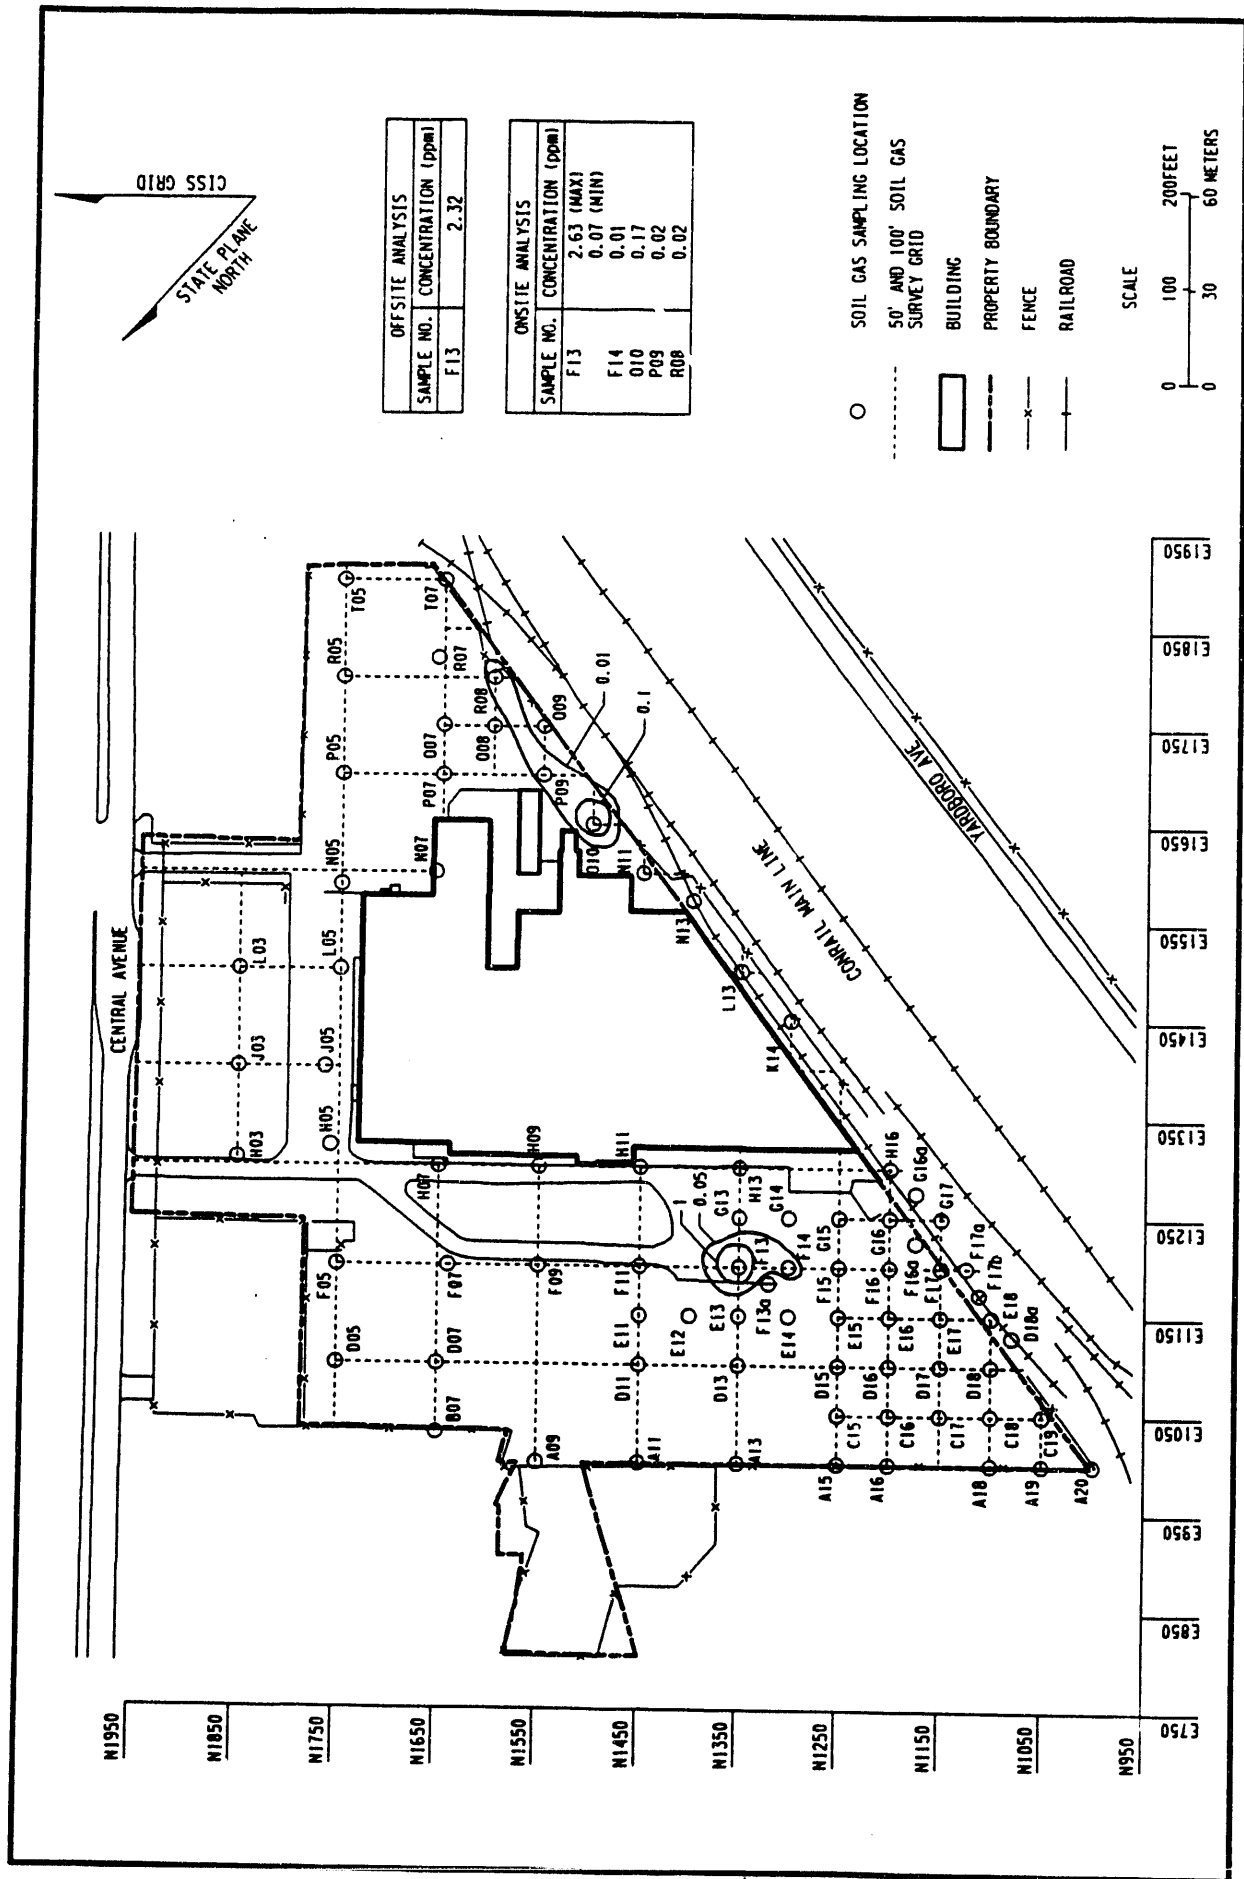 CISS GRID
STATE PLANE
NORTH
OFFSITE ANALYSIS
SAMPLE NO. CONCENTRATION (ppm)
F13 2.32
ONSITE ANALYSIS
SAMPLE NO. CONCENTRATION (ppm)
F13 2.63 (MAX)
0.07 (MIN)
F14 0.01
O10 0.17
P09 0.02
R08 0.02
SOIL GAS SAMPLING LOCATION
50' AND 100' SOIL GAS
SURVEY GRID
BUILDING
PROPERTY BOUNDARY
FENCE
RAILROAD
SCALE
0 100 200FEET
0 30 60 METERS
CENTRAL AVENUE
CONRAIL MAIN LINE
YARDBORO AVE
H03
J03
L03
D05
F05
H05
J05
L05
N05
P05
R05
T05
B07
D07
F07
H07
N07
P07
O07
R07
T07
O08
R08
A09
F09
H09
P09
O09
O10
0.01
0.1
A11
D11
E11
F11
H11
N11
E12
A13
D13
E13
F13
G13
H13
L13
N13
1
0.05
F13a
E14
F14
G14
K14
A15
C15
D15
E15
F15
G15
A16
C16
D16
E16
F16
G16
H16
F16a
G16a
C17
D17
E17
F17
G17
F17a
F17b
A18
C18
D18
E18
D18a
A19
C19
A20
N1950
N1850
N1750
N1650
N1550
N1450
N1350
N1250
N1150
N1050
N950
E750
E850
E950
E1050
E1150
E1250
E1350
E1450
E1550
E1650
E1750
E1850
E1950